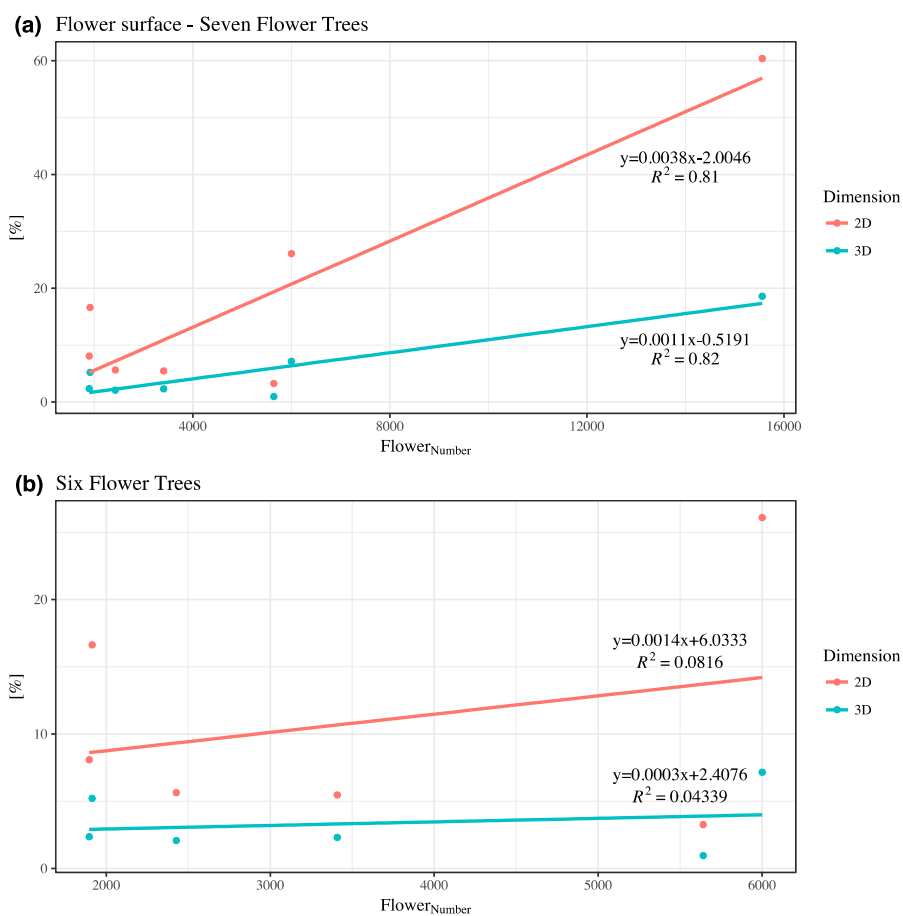 (a) Flower surface - Seven Flower Trees
60
40
20
0
[%]
y=0.0038x-2.0046
R² = 0.81
y=0.0011x-0.5191
R² = 0.82
4000 8000 12000 16000
Flower_Number
Dimension
2D
3D
(b) Six Flower Trees
20
10
0
[%]
y=0.0014x+6.0333
R² = 0.0816
y=0.0003x+2.4076
R² = 0.04339
2000 3000 4000 5000 6000
Flower_Number
Dimension
2D
3D